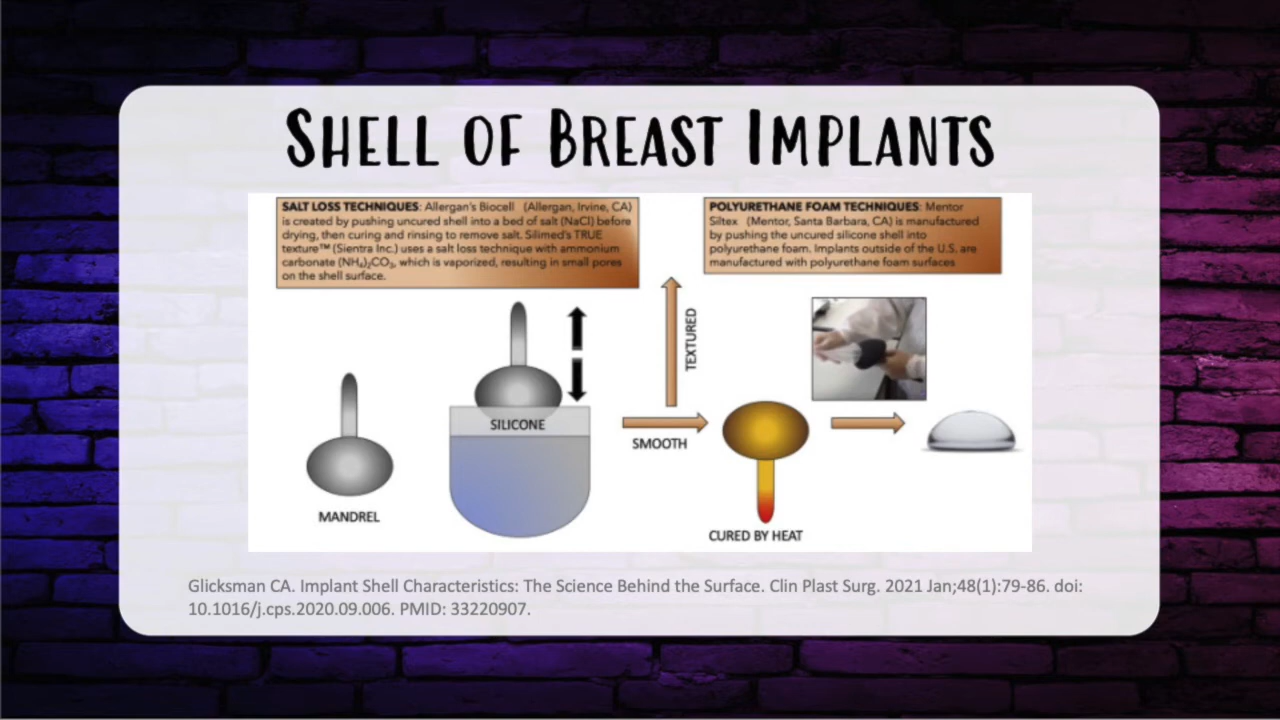 SHELL OF BREAST IMPLANTS
SALT LOSS TECHNIQUES: Allergan's Biocell (Allergan, Irvine, CA)
is created by pushing uncured shell into a bed of salt (NaCl) before
drying, then curing and rinsing to remove salt. Silimed's TRUE
texture™ (Sientra Inc.) uses a salt loss technique with ammonium
carbonate (NH₄)₂CO₃, which is vaporized, resulting in small pores
on the shell surface.
POLYURETHANE FOAM TECHNIQUES: Mentor
Siltex (Mentor, Santa Barbara, CA) is manufactured
by pushing the uncured silicone shell into
polyurethane foam. Implants outside of the U.S. are
manufactured with polyurethane foam surfaces
TEXTURED
SILICONE
SMOOTH
MANDREL
CURED BY HEAT
Glicksman CA. Implant Shell Characteristics: The Science Behind the Surface. Clin Plast Surg. 2021 Jan;48(1):79-86. doi:
10.1016/j.cps.2020.09.006. PMID: 33220907.